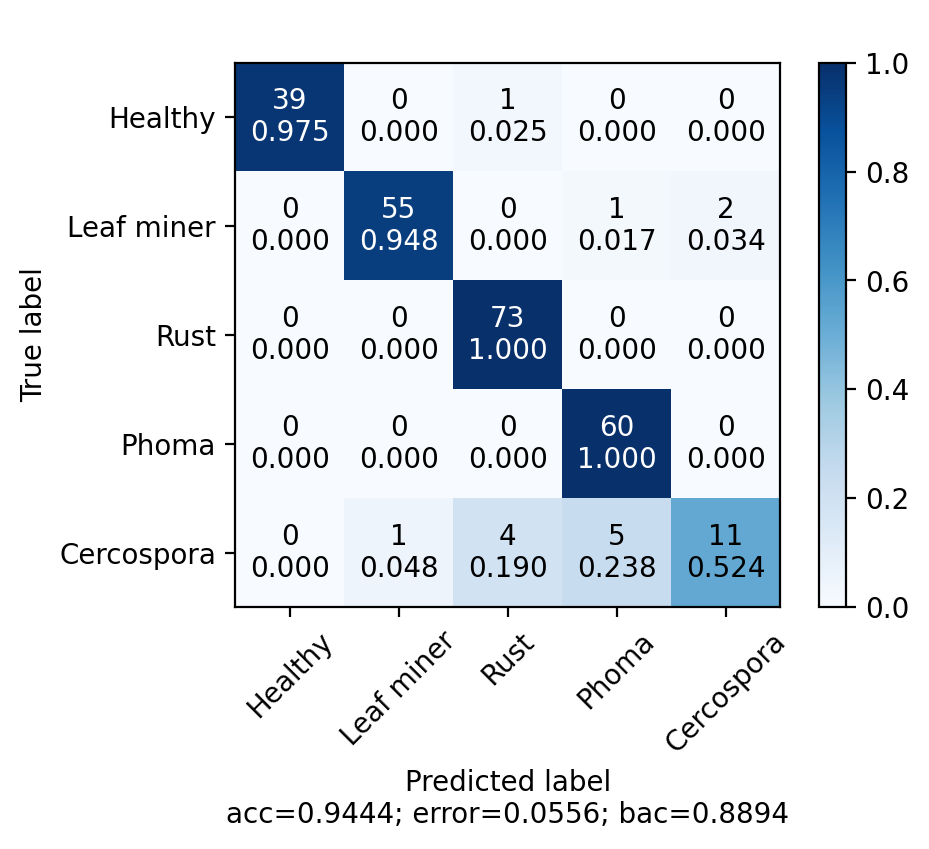 Healthy
39 0 1 0 0
0.975 0.000 0.025 0.000 0.000
Leaf miner
0 55 0 1 2
0.000 0.948 0.000 0.017 0.034
Rust
0 0 73 0 0
0.000 0.000 1.000 0.000 0.000
Phoma
0 0 0 60 0
0.000 0.000 0.000 1.000 0.000
Cercospora
0 1 4 5 11
0.000 0.048 0.190 0.238 0.524
True label
Healthy
Leaf miner
Rust
Phoma
Cercospora
Predicted label
acc=0.9444; error=0.0556; bac=0.8894
1.0
0.8
0.6
0.4
0.2
0.0